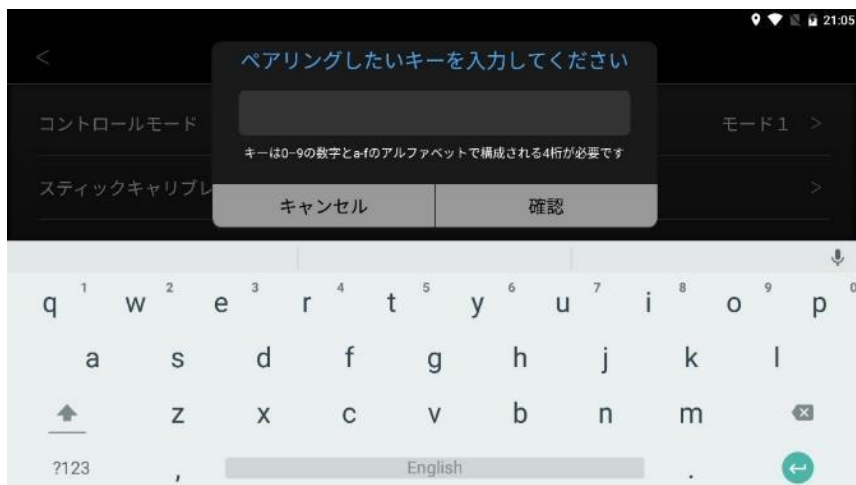 21:05
<
ペアリングしたいキーを入力してください
コントロールモード
モード1 >
キーは0-9の数字とa-fのアルファベットで構成される4桁が必要です
スティックキャリブレ
>
キャンセル
確認
1 2 3 4 5 6 7 8 9 0
q w e r t y u i o p
a s d f g h j k l
z x c v b n m
?123 , English .